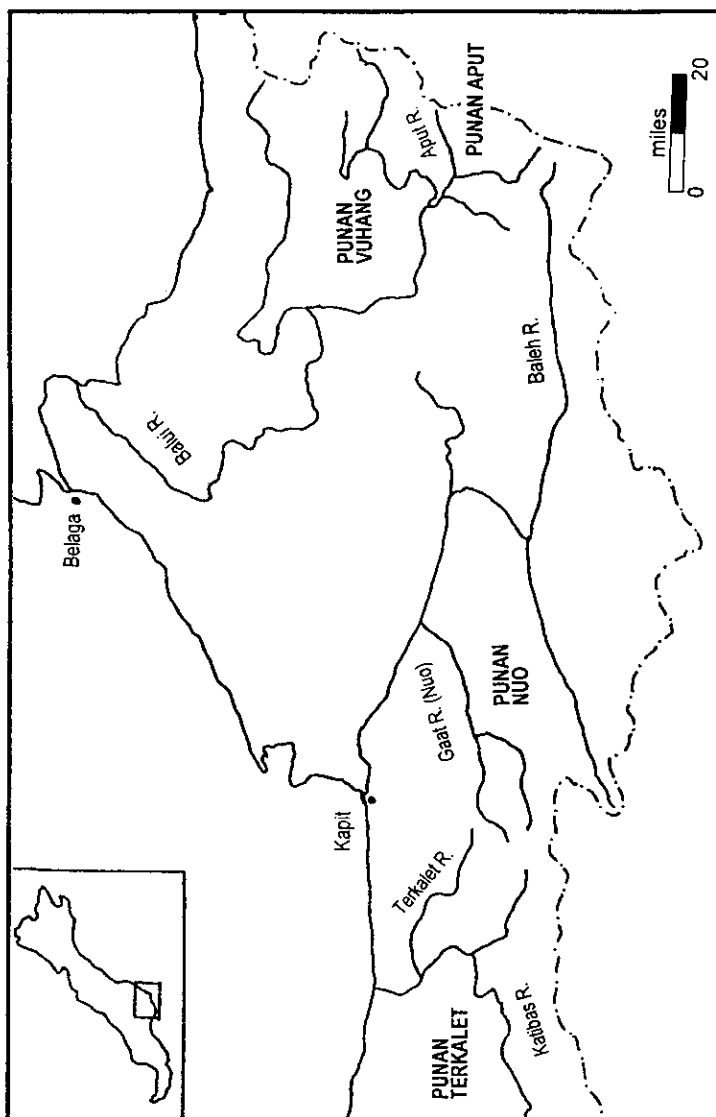 Belaga
Balui R.
Kapit
PUNAN
VUHANG
Aput R.
Terkalet R.
Gaat R. (Nuo)
PUNAN
TERKALET
PUNAN APUT
PUNAN
NUO
Baleh R.
Katibas R.
miles
0 20